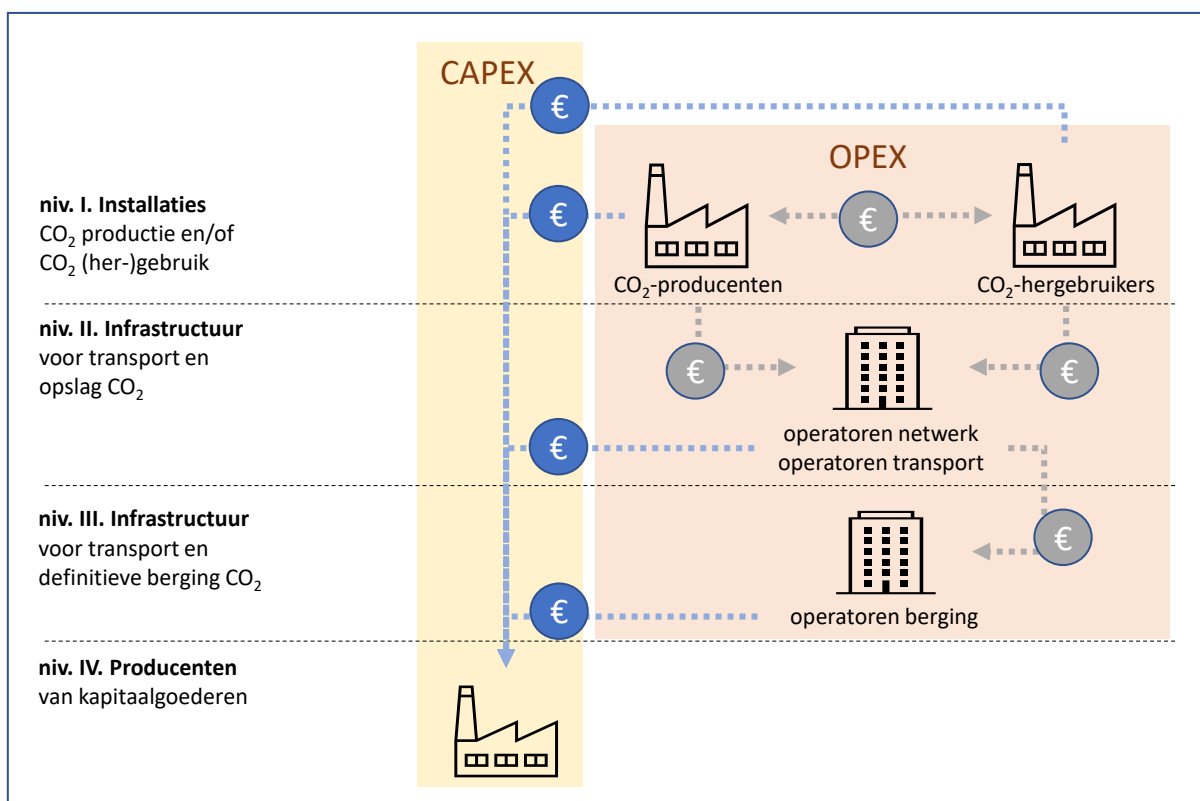 CAPEX
€
OPEX
niv. I. Installaties
CO₂ productie en/of
CO₂ (her-)gebruik
€
€
CO₂-producenten
CO₂-hergebruikers
niv. II. Infrastructuur
voor transport en
opslag CO₂
€
€
operatoren netwerk
operatoren transport
€
niv. III. Infrastructuur
voor transport en
definitieve berging CO₂
€
operatoren berging
€
niv. IV. Producenten
van kapitaalgoederen